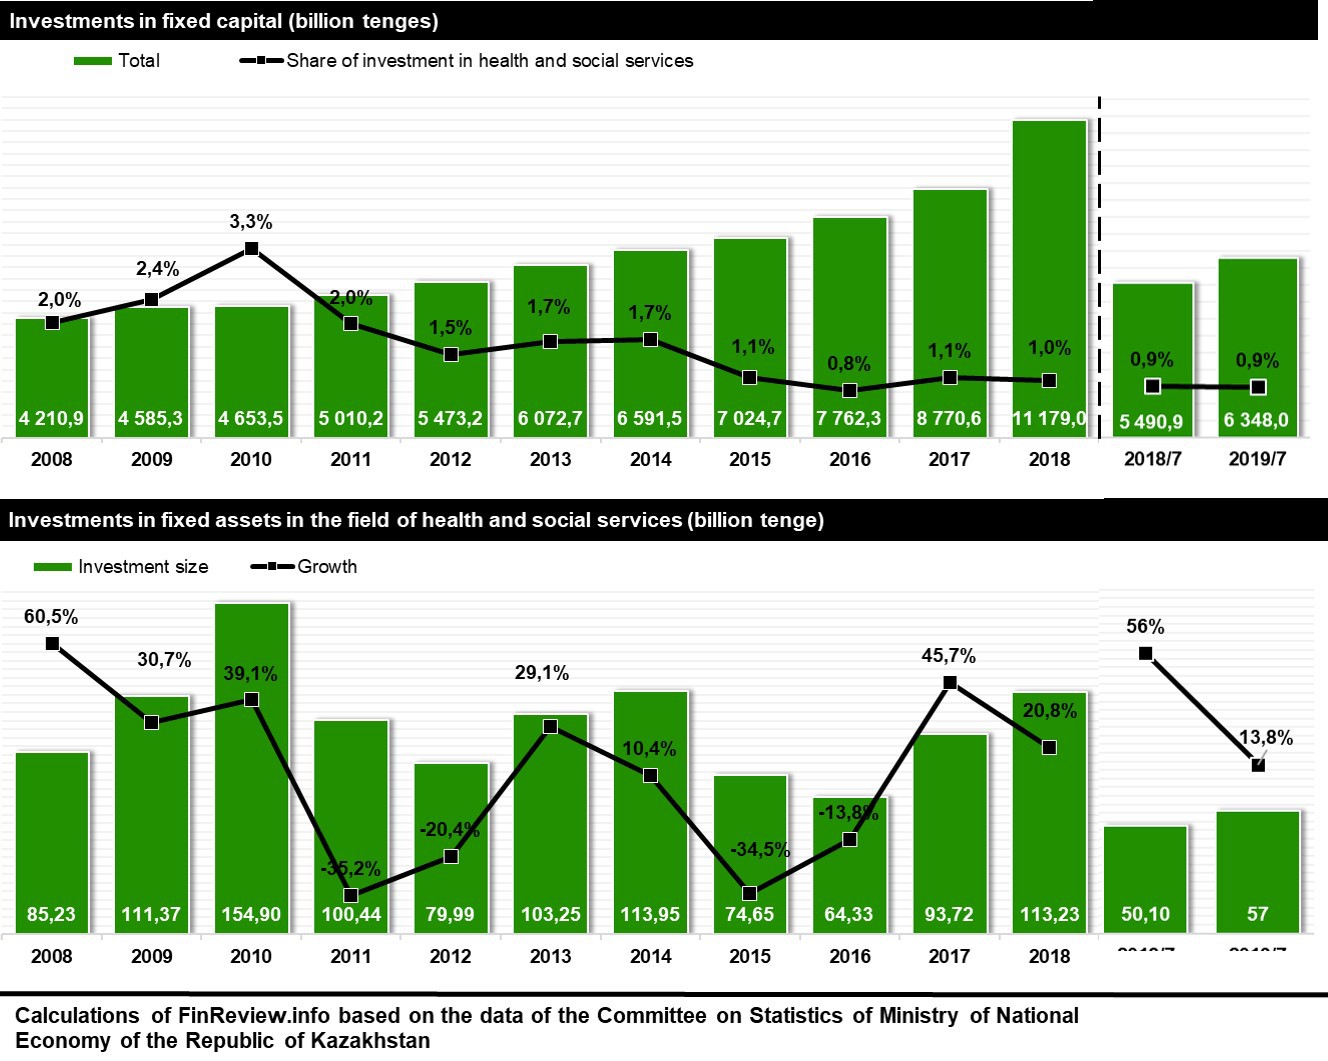 Investments in fixed capital (billion tenges)
Total Share of investment in health and social services
2,0% 2,4% 3,3% 2,0% 1,5% 1,7% 1,7% 1,1% 0,8% 1,1% 1,0% 0,9% 0,9%
4 210,9 4 585,3 4 653,5 5 010,2 5 473,2 6 072,7 6 591,5 7 024,7 7 762,3 8 770,6 11 179,0 5 490,9 6 348,0
2008 2009 2010 2011 2012 2013 2014 2015 2016 2017 2018 2018/7 2019/7
Investments in fixed assets in the field of health and social services (billion tenge)
Investment size Growth
60,5% 30,7% 39,1% -35,2% -20,4% 29,1% 10,4% -34,5% -13,8% 45,7% 20,8% 56% 13,8%
85,23 111,37 154,90 100,44 79,99 103,25 113,95 74,65 64,33 93,72 113,23 50,10 57
2008 2009 2010 2011 2012 2013 2014 2015 2016 2017 2018
Calculations of FinReview.info based on the data of the Committee on Statistics of Ministry of National
Economy of the Republic of Kazakhstan